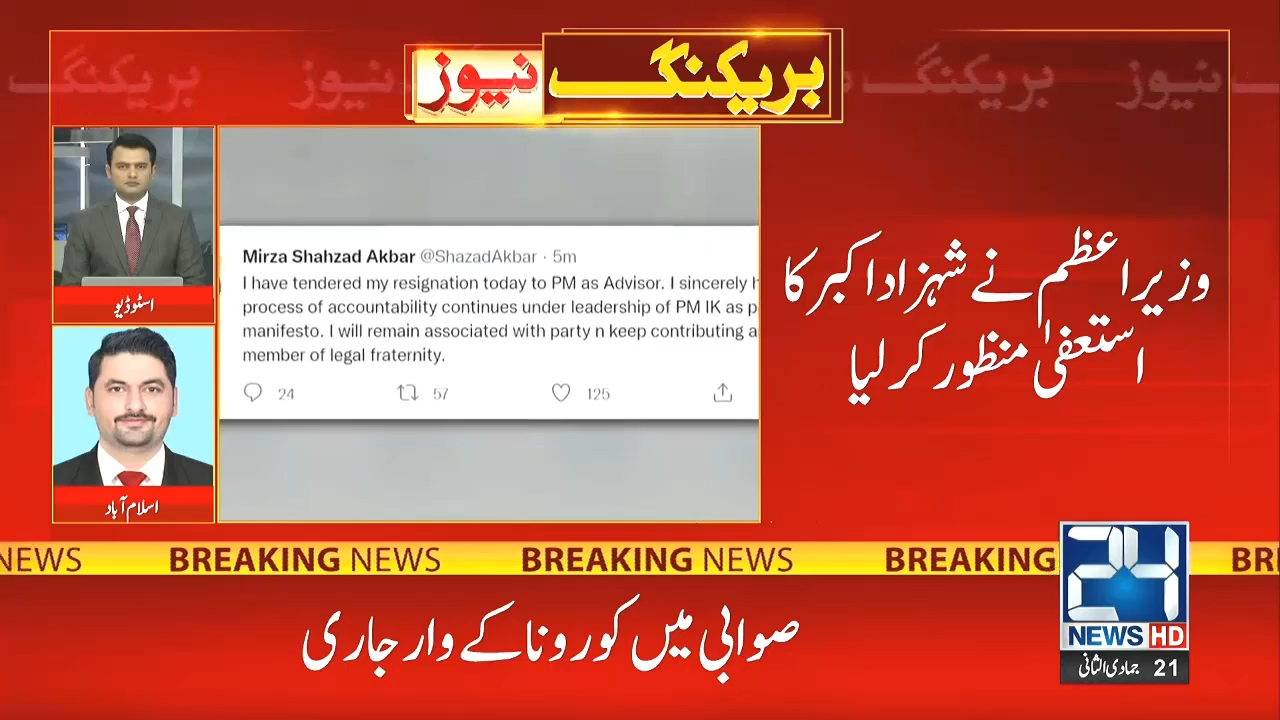 بریکنگ نیوز
اسٹوڈیو
اسلام آباد
Mirza Shahzad Akbar @ShazadAkbar · 5m
I have tendered my resignation today to PM as Advisor. I sincerely h
process of accountability continues under leadership of PM IK as p
manifesto. I will remain associated with party n keep contributing a
member of legal fraternity.
24 57 125
وزیراعظم نے شہزاد اکبر کا
استعفیٰ منظور کر لیا
NEWS BREAKING NEWS BREAKING NEWS BREAKING BR
صوابی میں کورونا کے وار جاری
24
NEWS HD
21 جمادی الثانی